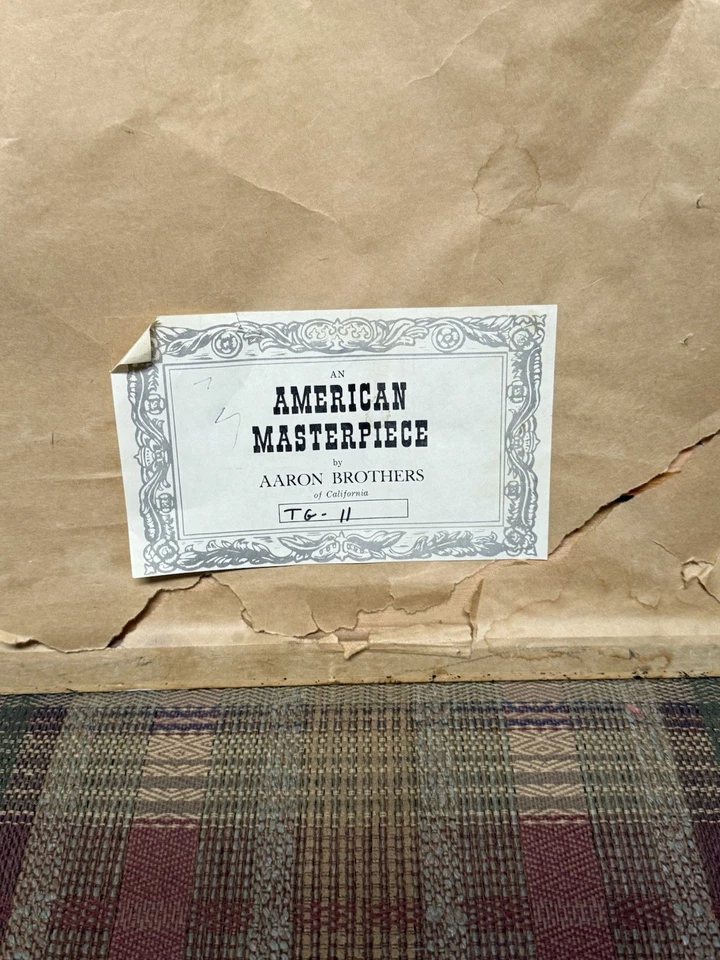 AN
AMERICAN
MASTERPIECE
by
AARON BROTHERS
of California
TG- 11